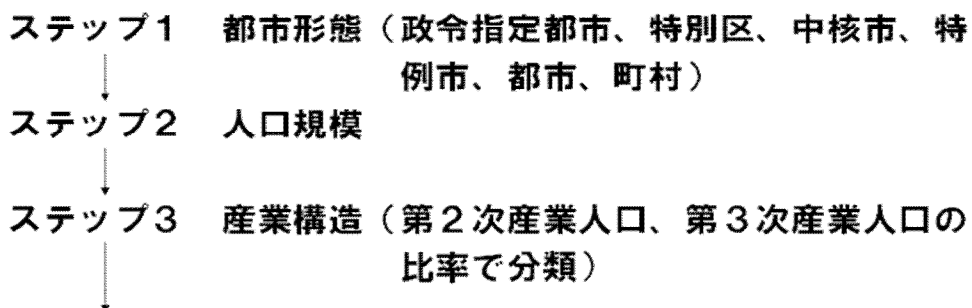 ステップ1 都市形態(政令指定都市、特別区、中核市、特
例市、都市、町村)
ステップ2 人口規模
ステップ3 産業構造(第2次産業人口、第3次産業人口の
比率で分類)